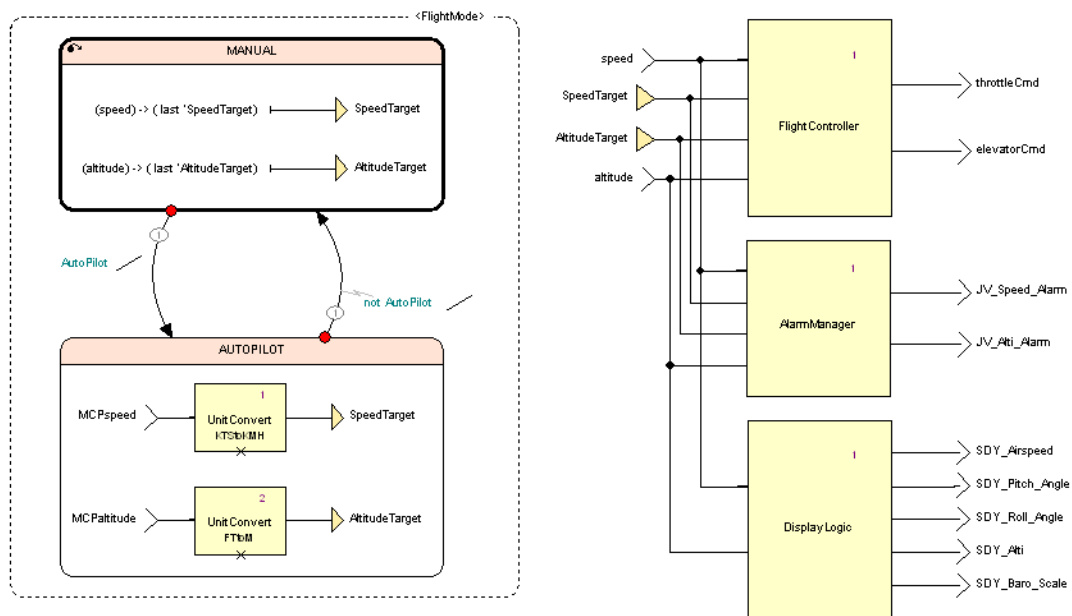 <FlightMode>
MANUAL
(speed) -> ( last 'SpeedTarget)
SpeedTarget
(altitude) -> ( last 'AltitudeTarget)
AltitudeTarget
1
AutoPilot
not AutoPilot
1
AUTOPILOT
MCPspeed
1
UnitConvert
KTStoKMH
SpeedTarget
MCPaltitude
2
UnitConvert
FTtoM
AltitudeTarget
speed
SpeedTarget
AltitudeTarget
altitude
1
FlightController
throttleCmd
elevatorCmd
1
AlarmManager
JV_Speed_Alarm
JV_Alti_Alarm
1
DisplayLogic
SDY_Airspeed
SDY_Pitch_Angle
SDY_Roll_Angle
SDY_Alti
SDY_Baro_Scale